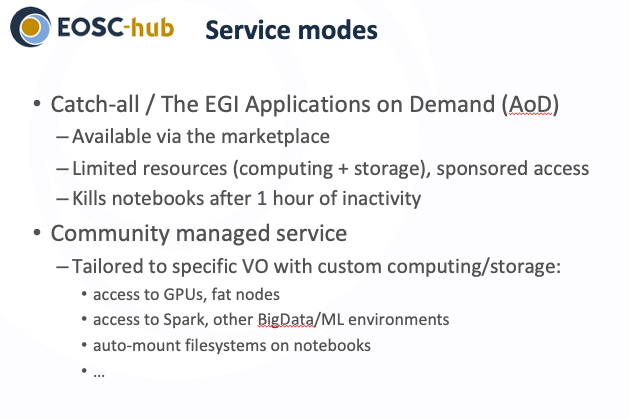 EOSC-hub Service modes
• Catch-all / The EGI Applications on Demand (AoD)
– Available via the marketplace
– Limited resources (computing + storage), sponsored access
– Kills notebooks after 1 hour of inactivity
• Community managed service
– Tailored to specific VO with custom computing/storage:
• access to GPUs, fat nodes
• access to Spark, other BigData/ML environments
• auto-mount filesystems on notebooks
• ...